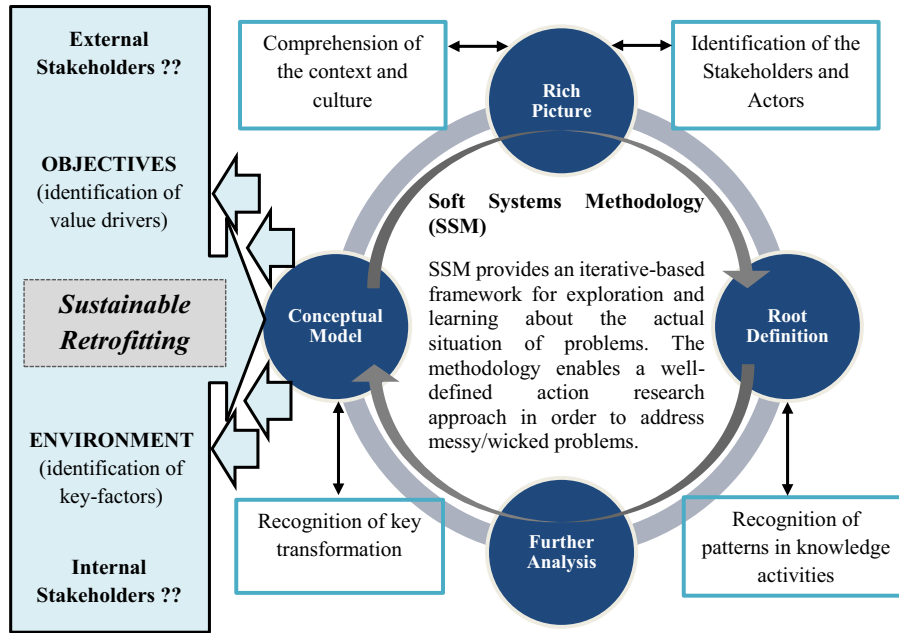 External
Stakeholders ??
OBJECTIVES
(identification of
value drivers)
Sustainable
Retrofitting
ENVIRONMENT
(identification of
key-factors)
Internal
Stakeholders ??
Comprehension of
the context and
culture
Rich
Picture
Identification of the
Stakeholders and
Actors
Conceptual
Model
Soft Systems Methodology
(SSM)
SSM provides an iterative-based
framework for exploration and
learning about the actual
situation of problems. The
methodology enables a well-
defined action research
approach in order to address
messy/wicked problems.
Root
Definition
Recognition of key
transformation
Further
Analysis
Recognition of
patterns in knowledge
activities